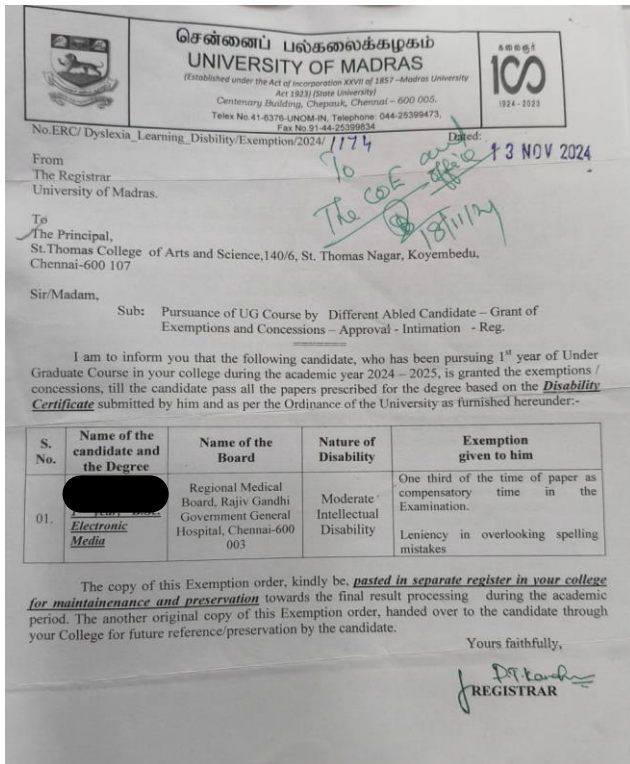 சென்னைப் பல்கலைக்கழகம்
UNIVERSITY OF MADRAS
(Established under the Act of Incorporation XXVII of 1857 –Madras University
Act 1923) (State University)
Centenary Building, Chepauk, Chennai – 600 005.
Telex No.41-6376-UNOM-IN, Telephone: 044-25399473,
Fax No.91-44-25399834
கலைஞர்
100
1924 - 2023
No.ERC/ Dyslexia_Learning_Disbility/Exemption/2024/ 1174
Dated:
13 NOV 2024
To
The COE and
office
18/11/24
From
The Registrar
University of Madras.
To
The Principal,
St.Thomas College of Arts and Science,140/6, St. Thomas Nagar, Koyembedu,
Chennai-600 107
Sir/Madam,
Sub: Pursuance of UG Course by Different Abled Candidate – Grant of
Exemptions and Concessions – Approval - Intimation - Reg.
I am to inform you that the following candidate, who has been pursuing 1st year of Under
Graduate Course in your college during the academic year 2024 – 2025, is granted the exemptions /
concessions, till the candidate pass all the papers prescribed for the degree based on the Disability
Certificate submitted by him and as per the Ordinance of the University as furnished hereunder:-
S. No.
Name of the candidate and the Degree
Name of the Board
Nature of Disability
Exemption given to him
01.
Electronic
Media
Regional Medical
Board, Rajiv Gandhi
Government General
Hospital, Chennai-600
003
Moderate
Intellectual
Disability
One third of the time of paper as
compensatory time in the
Examination.
Leniency in overlooking spelling
mistakes
The copy of this Exemption order, kindly be, pasted in separate register in your college
for maintainenance and preservation towards the final result processing during the academic
period. The another original copy of this Exemption order, handed over to the candidate through
your College for future reference/preservation by the candidate.
Yours faithfully,
REGISTRAR